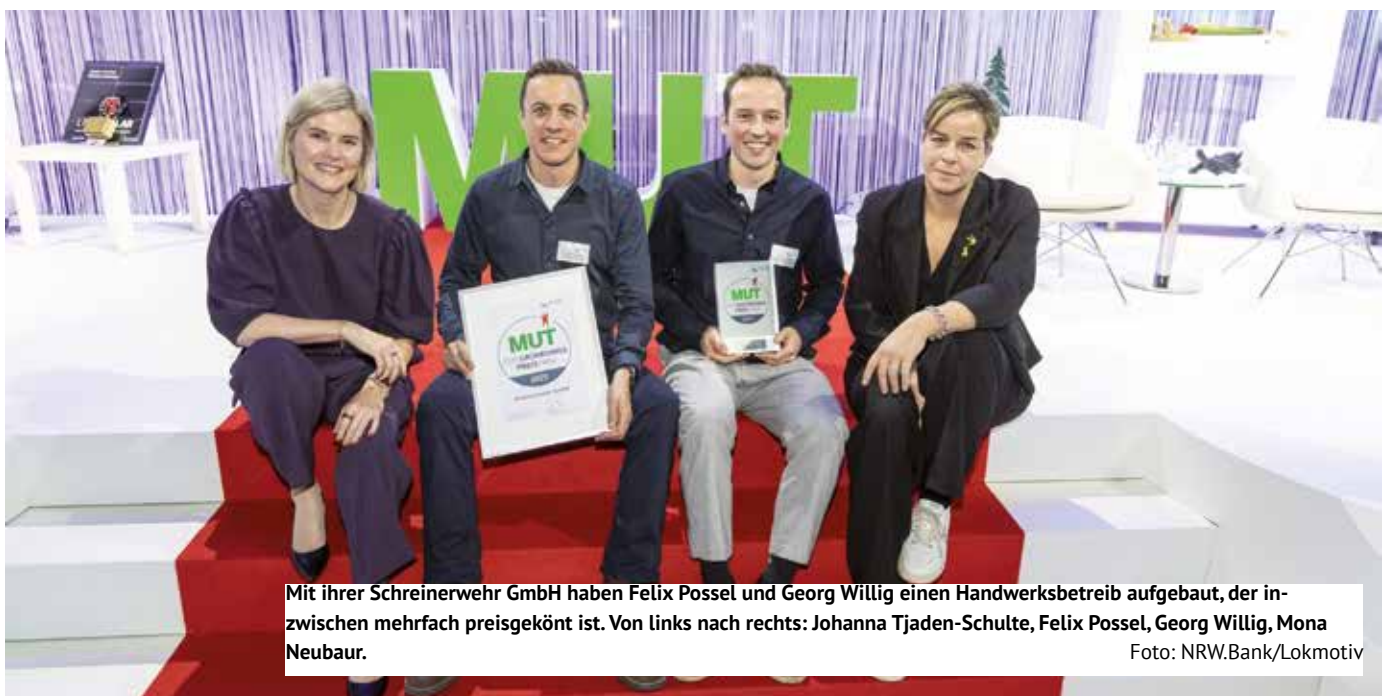 MUT
MUT
PREIS
MUT
Mit ihrer Schreinerwehr GmbH haben Felix Possel und Georg Willig einen Handwerksbetreib aufgebaut, der in-
zwischen mehrfach preisgekönt ist. Von links nach rechts: Johanna Tjaden-Schulte, Felix Possel, Georg Willig, Mona
Neubaur. Foto: NRW.Bank/Lokmotiv